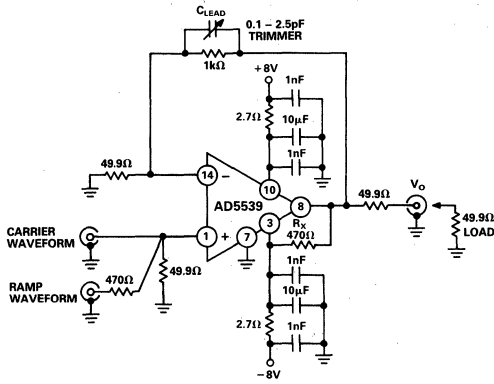 CLEAD
0.1 – 2.5pF
TRIMMER
1kΩ
+8V
1nF
2.7Ω
10µF
1nF
49.9Ω
14
–
10
AD5539
8
49.9Ω
VO
49.9Ω
LOAD
CARRIER
WAVEFORM
1
+
7
3
RX
470Ω
RAMP
WAVEFORM
470Ω
49.9Ω
1nF
10µF
2.7Ω
1nF
–8V